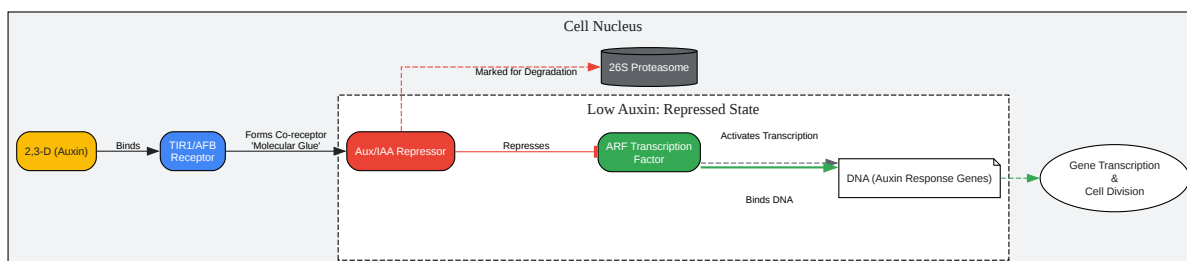 Cell Nucleus
26S Proteasome
Marked for Degradation
Low Auxin: Repressed State
2,3-D (Auxin)
Binds
TIR1/AFB
Receptor
Forms Co-receptor
'Molecular Glue'
Aux/IAA Repressor
Represses
ARF Transcription
Factor
Activates Transcription
Binds DNA
DNA (Auxin Response Genes)
Gene Transcription
&
Cell Division